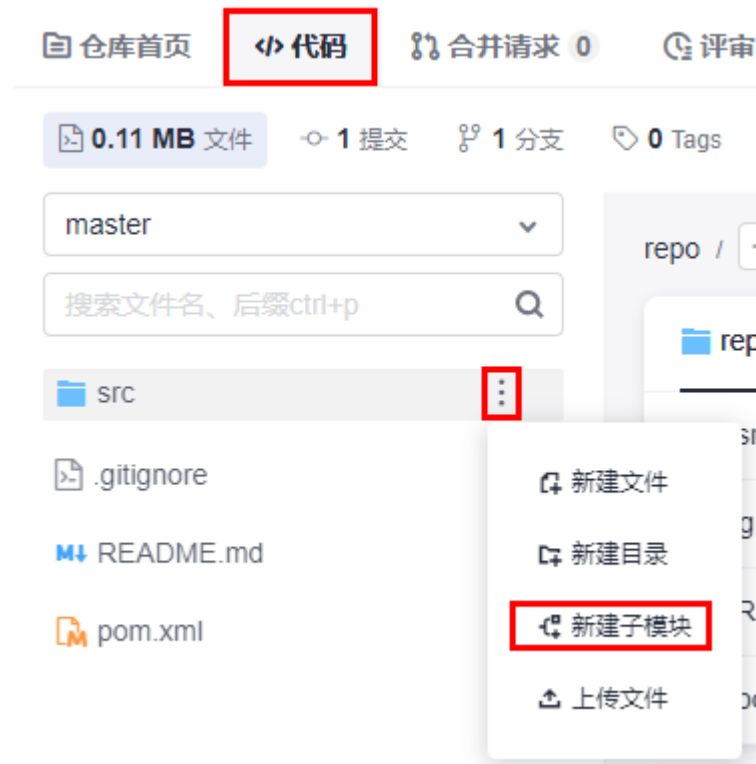 仓库首页 </> 代码 合并请求 0 评审
0.11 MB 文件 1 提交 1 分支 0 Tags
master
搜索文件名、后缀ctrl+p
repo /
src
.gitignore
README.md
pom.xml
新建文件
新建目录
新建子模块
上传文件